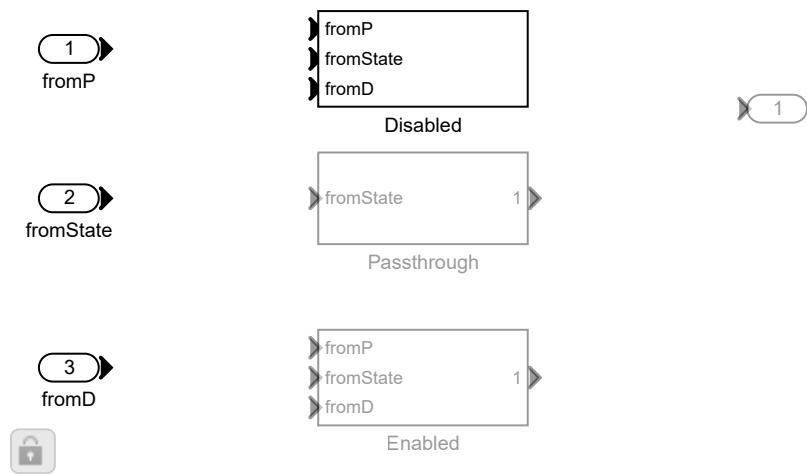 1
fromP
2
fromState
3
fromD
fromP
fromState
fromD
Disabled
fromState 1
Passthrough
fromP
fromState 1
fromD
Enabled
1